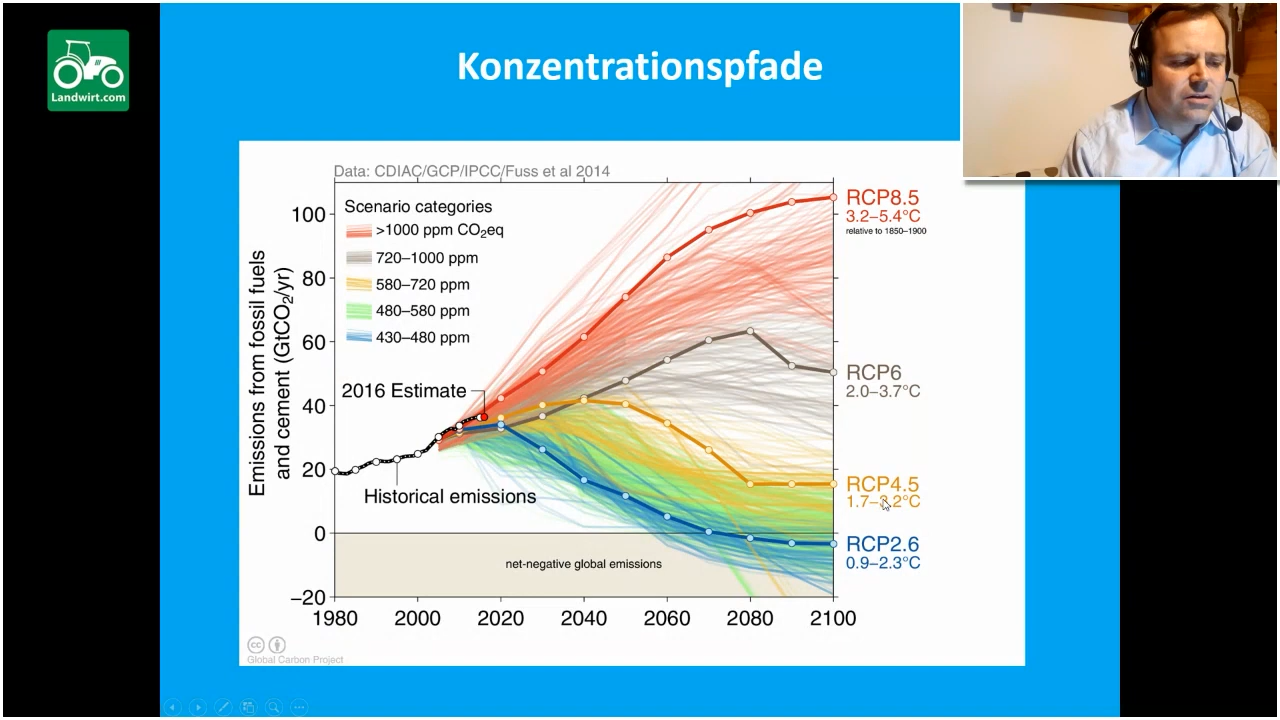 Landwirt.com
Konzentrationspfade
Data: CDIAC/GCP/IPCC/Fuss et al 2014
Emissions from fossil fuels
and cement (GtCO₂/yr)
100
80
60
40
20
0
−20
Scenario categories
>1000 ppm CO₂eq
720–1000 ppm
580–720 ppm
480–580 ppm
430–480 ppm
2016 Estimate
Historical emissions
net-negative global emissions
RCP8.5
3.2–5.4°C
relative to 1850–1900
RCP6
2.0–3.7°C
RCP4.5
1.7–3.2°C
RCP2.6
0.9–2.3°C
1980 2000 2020 2040 2060 2080 2100
cc
Global Carbon Project